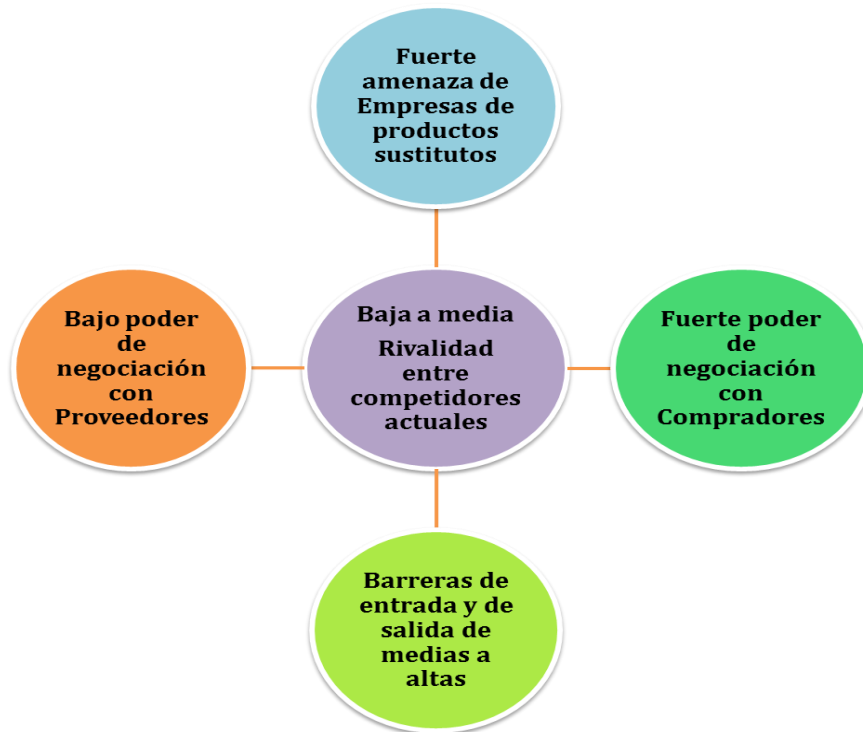 Fuerte
amenaza de
Empresas de
productos
sustitutos
Bajo poder
de
negociación
con
Proveedores
Baja a media
Rivalidad
entre
competidores
actuales
Fuerte poder
de
negociación
con
Compradores
Barreras de
entrada y de
salida de
medias a
altas